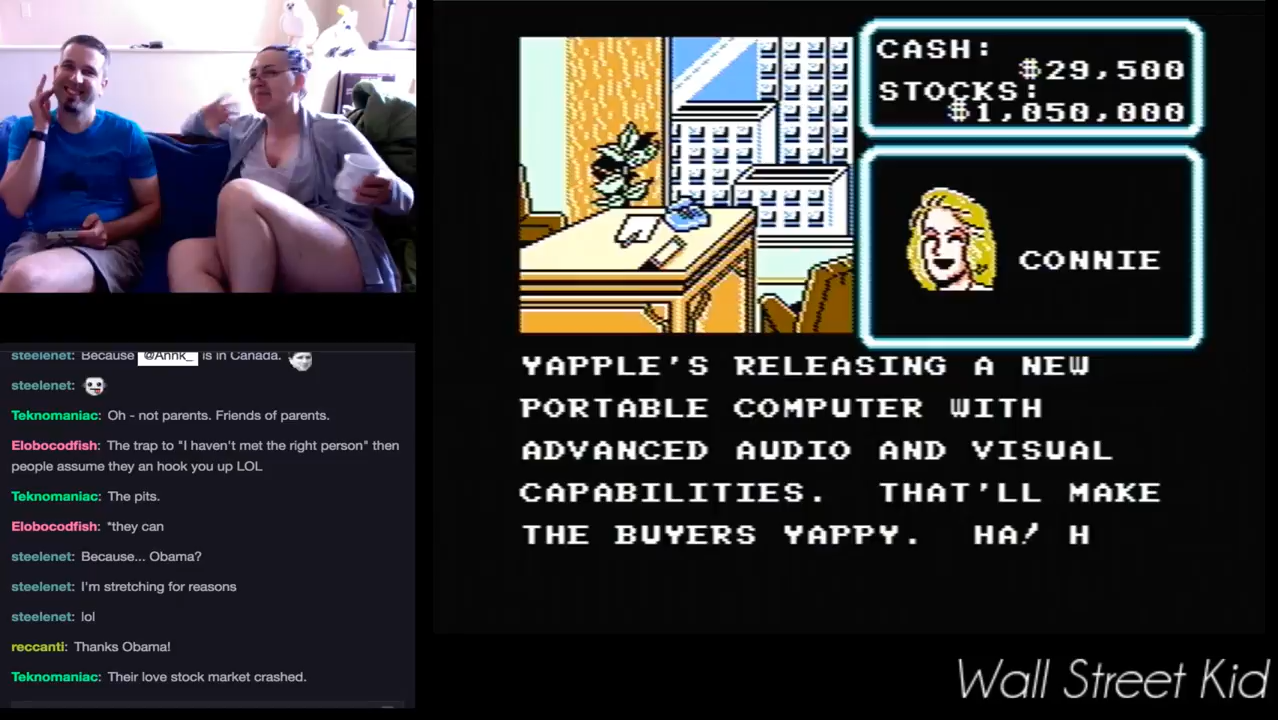 CASH:
$29,500
STOCKS:
$1,050,000
CONNIE
YAPPLE'S RELEASING A NEW
PORTABLE COMPUTER WITH
ADVANCED AUDIO AND VISUAL
CAPABILITIES. THAT'LL MAKE
THE BUYERS YAPPY. HA! H
steelenet: Because @AnnK_ is in Canada.
steelenet:
Teknomaniac: Oh - not parents. Friends of parents.
Elobocodfish: The trap to "I haven't met the right person" then
people assume they an hook you up LOL
Teknomaniac: The pits.
Elobocodfish: *they can
steelenet: Because... Obama?
steelenet: I'm stretching for reasons
steelenet: lol
reccanti: Thanks Obama!
Teknomaniac: Their love stock market crashed.
Wall Street Kid